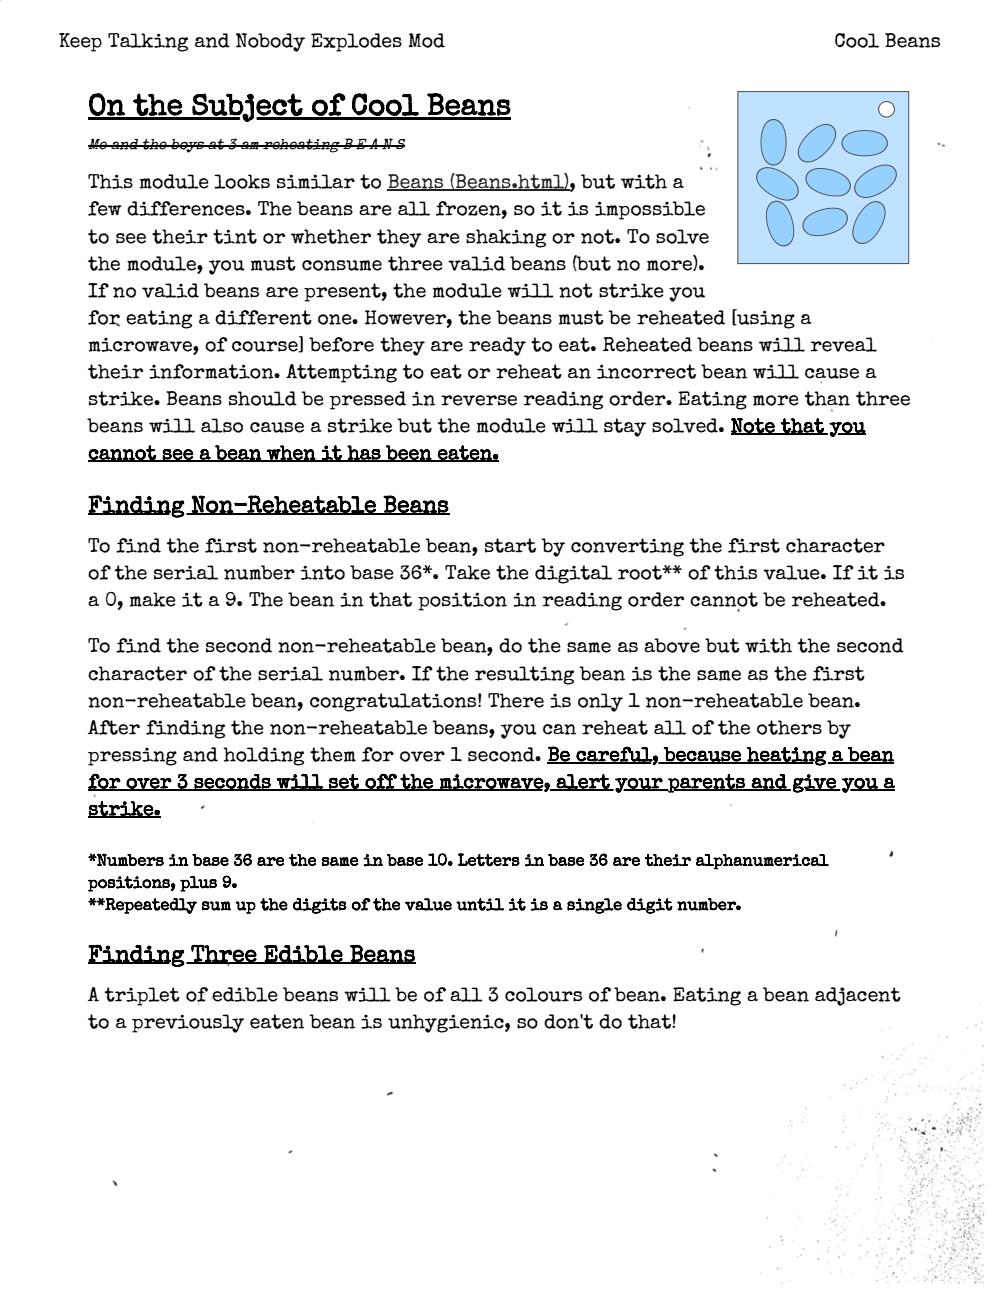 Keep Talking and Nobody Explodes Mod
Cool Beans
On the Subject of Cool Beans
Me and the boys at 3 am reheating B E A N S
This module looks similar to Beans (Beans.html), but with a
few differences. The beans are all frozen, so it is impossible
to see their tint or whether they are shaking or not. To solve
the module, you must consume three valid beans (but no more).
If no valid beans are present, the module will not strike you
for eating a different one. However, the beans must be reheated [using a
microwave, of course] before they are ready to eat. Reheated beans will reveal
their information. Attempting to eat or reheat an incorrect bean will cause a
strike. Beans should be pressed in reverse reading order. Eating more than three
beans will also cause a strike but the module will stay solved. Note that you
cannot see a bean when it has been eaten.
Finding Non-Reheatable Beans
To find the first non-reheatable bean, start by converting the first character
of the serial number into base 36*. Take the digital root** of this value. If it is
a 0, make it a 9. The bean in that position in reading order cannot be reheated.
To find the second non-reheatable bean, do the same as above but with the second
character of the serial number. If the resulting bean is the same as the first
non-reheatable bean, congratulations! There is only 1 non-reheatable bean.
After finding the non-reheatable beans, you can reheat all of the others by
pressing and holding them for over 1 second. Be careful, because heating a bean
for over 3 seconds will set off the microwave, alert your parents and give you a
strike.
*Numbers in base 36 are the same in base 10. Letters in base 36 are their alphanumerical
positions, plus 9.
**Repeatedly sum up the digits of the value until it is a single digit number.
Finding Three Edible Beans
A triplet of edible beans will be of all 3 colours of bean. Eating a bean adjacent
to a previously eaten bean is unhygienic, so don't do that!